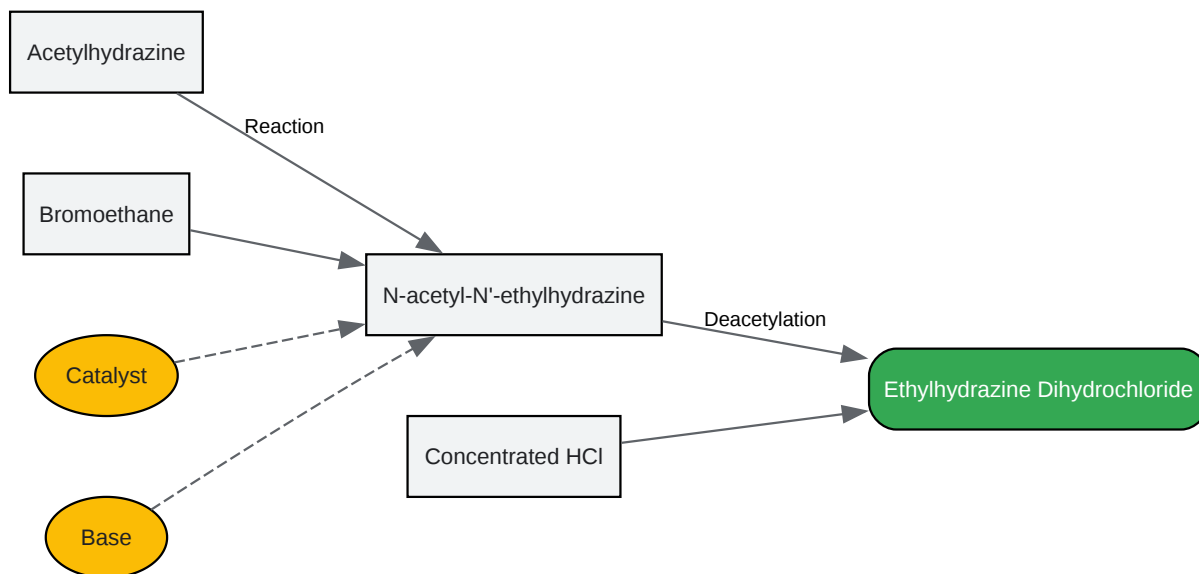 Acetylhydrazine
Reaction
Bromoethane
N-acetyl-N'-ethylhydrazine
Deacetylation
Catalyst
Ethylhydrazine Dihydrochloride
Concentrated HCl
Base